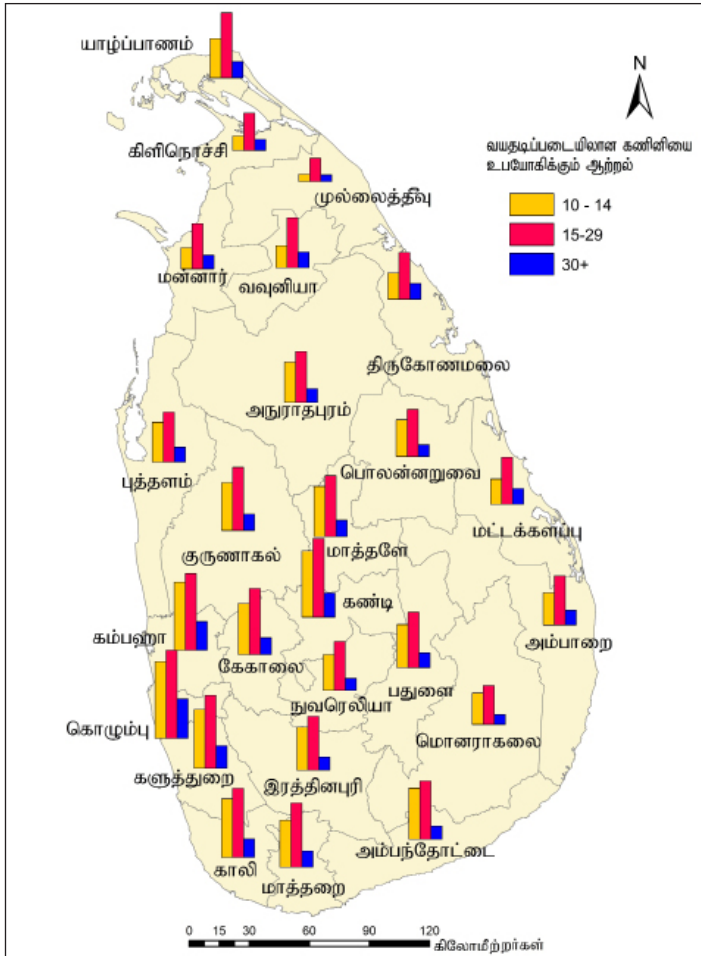 யாழ்ப்பாணம்
N
கிளிநொச்சி
வயதடிப்படையிலான கணினியை
உபயோகிக்கும் ஆற்றல்
10 - 14
15-29
30+
முல்லைத்தீவு
மன்னார்
வவுனியா
திருகோணமலை
அநுராதபுரம்
புத்தளம்
பொலன்னறுவை
மட்டக்களப்பு
குருணாகல்
மாத்தளே
கண்டி
கம்பஹா
கேகாலை
அம்பாறை
நுவரெலியா
பதுளை
கொழும்பு
மொனராகலை
களுத்துறை
இரத்தினபுரி
காலி
மாத்தறை
அம்பந்தோட்டை
0 15 30 60 90 120
கிலோமீற்றர்கள்